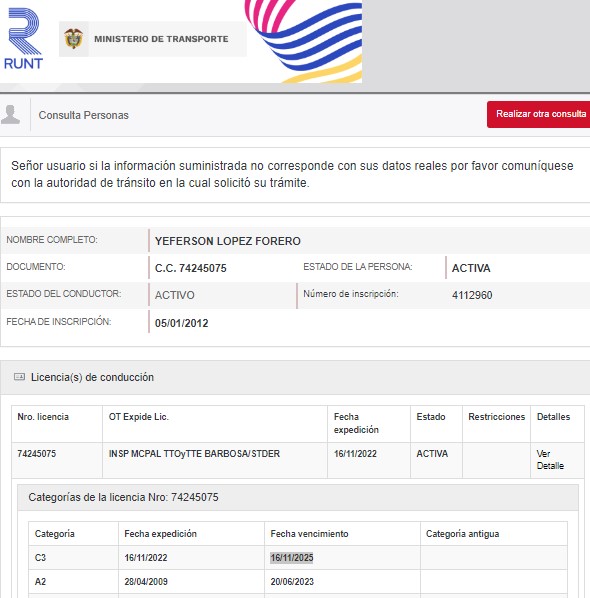 RUNT
MINISTERIO DE TRANSPORTE
Consulta Personas
Realizar otra consulta
Señor usuario si la información suministrada no corresponde con sus datos reales por favor comuníquese
con la autoridad de tránsito en la cual solicitó su trámite.
NOMBRE COMPLETO: YEFERSON LOPEZ FORERO
DOCUMENTO: C.C. 74245075 ESTADO DE LA PERSONA: ACTIVA
ESTADO DEL CONDUCTOR: ACTIVO Número de inscripción: 4112960
FECHA DE INSCRIPCIÓN: 05/01/2012
Licencia(s) de conducción
Nro. licencia OT Expide Lic. Fecha expedición Estado Restricciones Detalles
74245075 INSP MCPAL TTOyTTE BARBOSA/STDER 16/11/2022 ACTIVA Ver Detalle
Categorías de la licencia Nro: 74245075
Categoría Fecha expedición Fecha vencimiento Categoría antigua
C3 16/11/2022 16/11/2025
A2 28/04/2009 20/06/2023